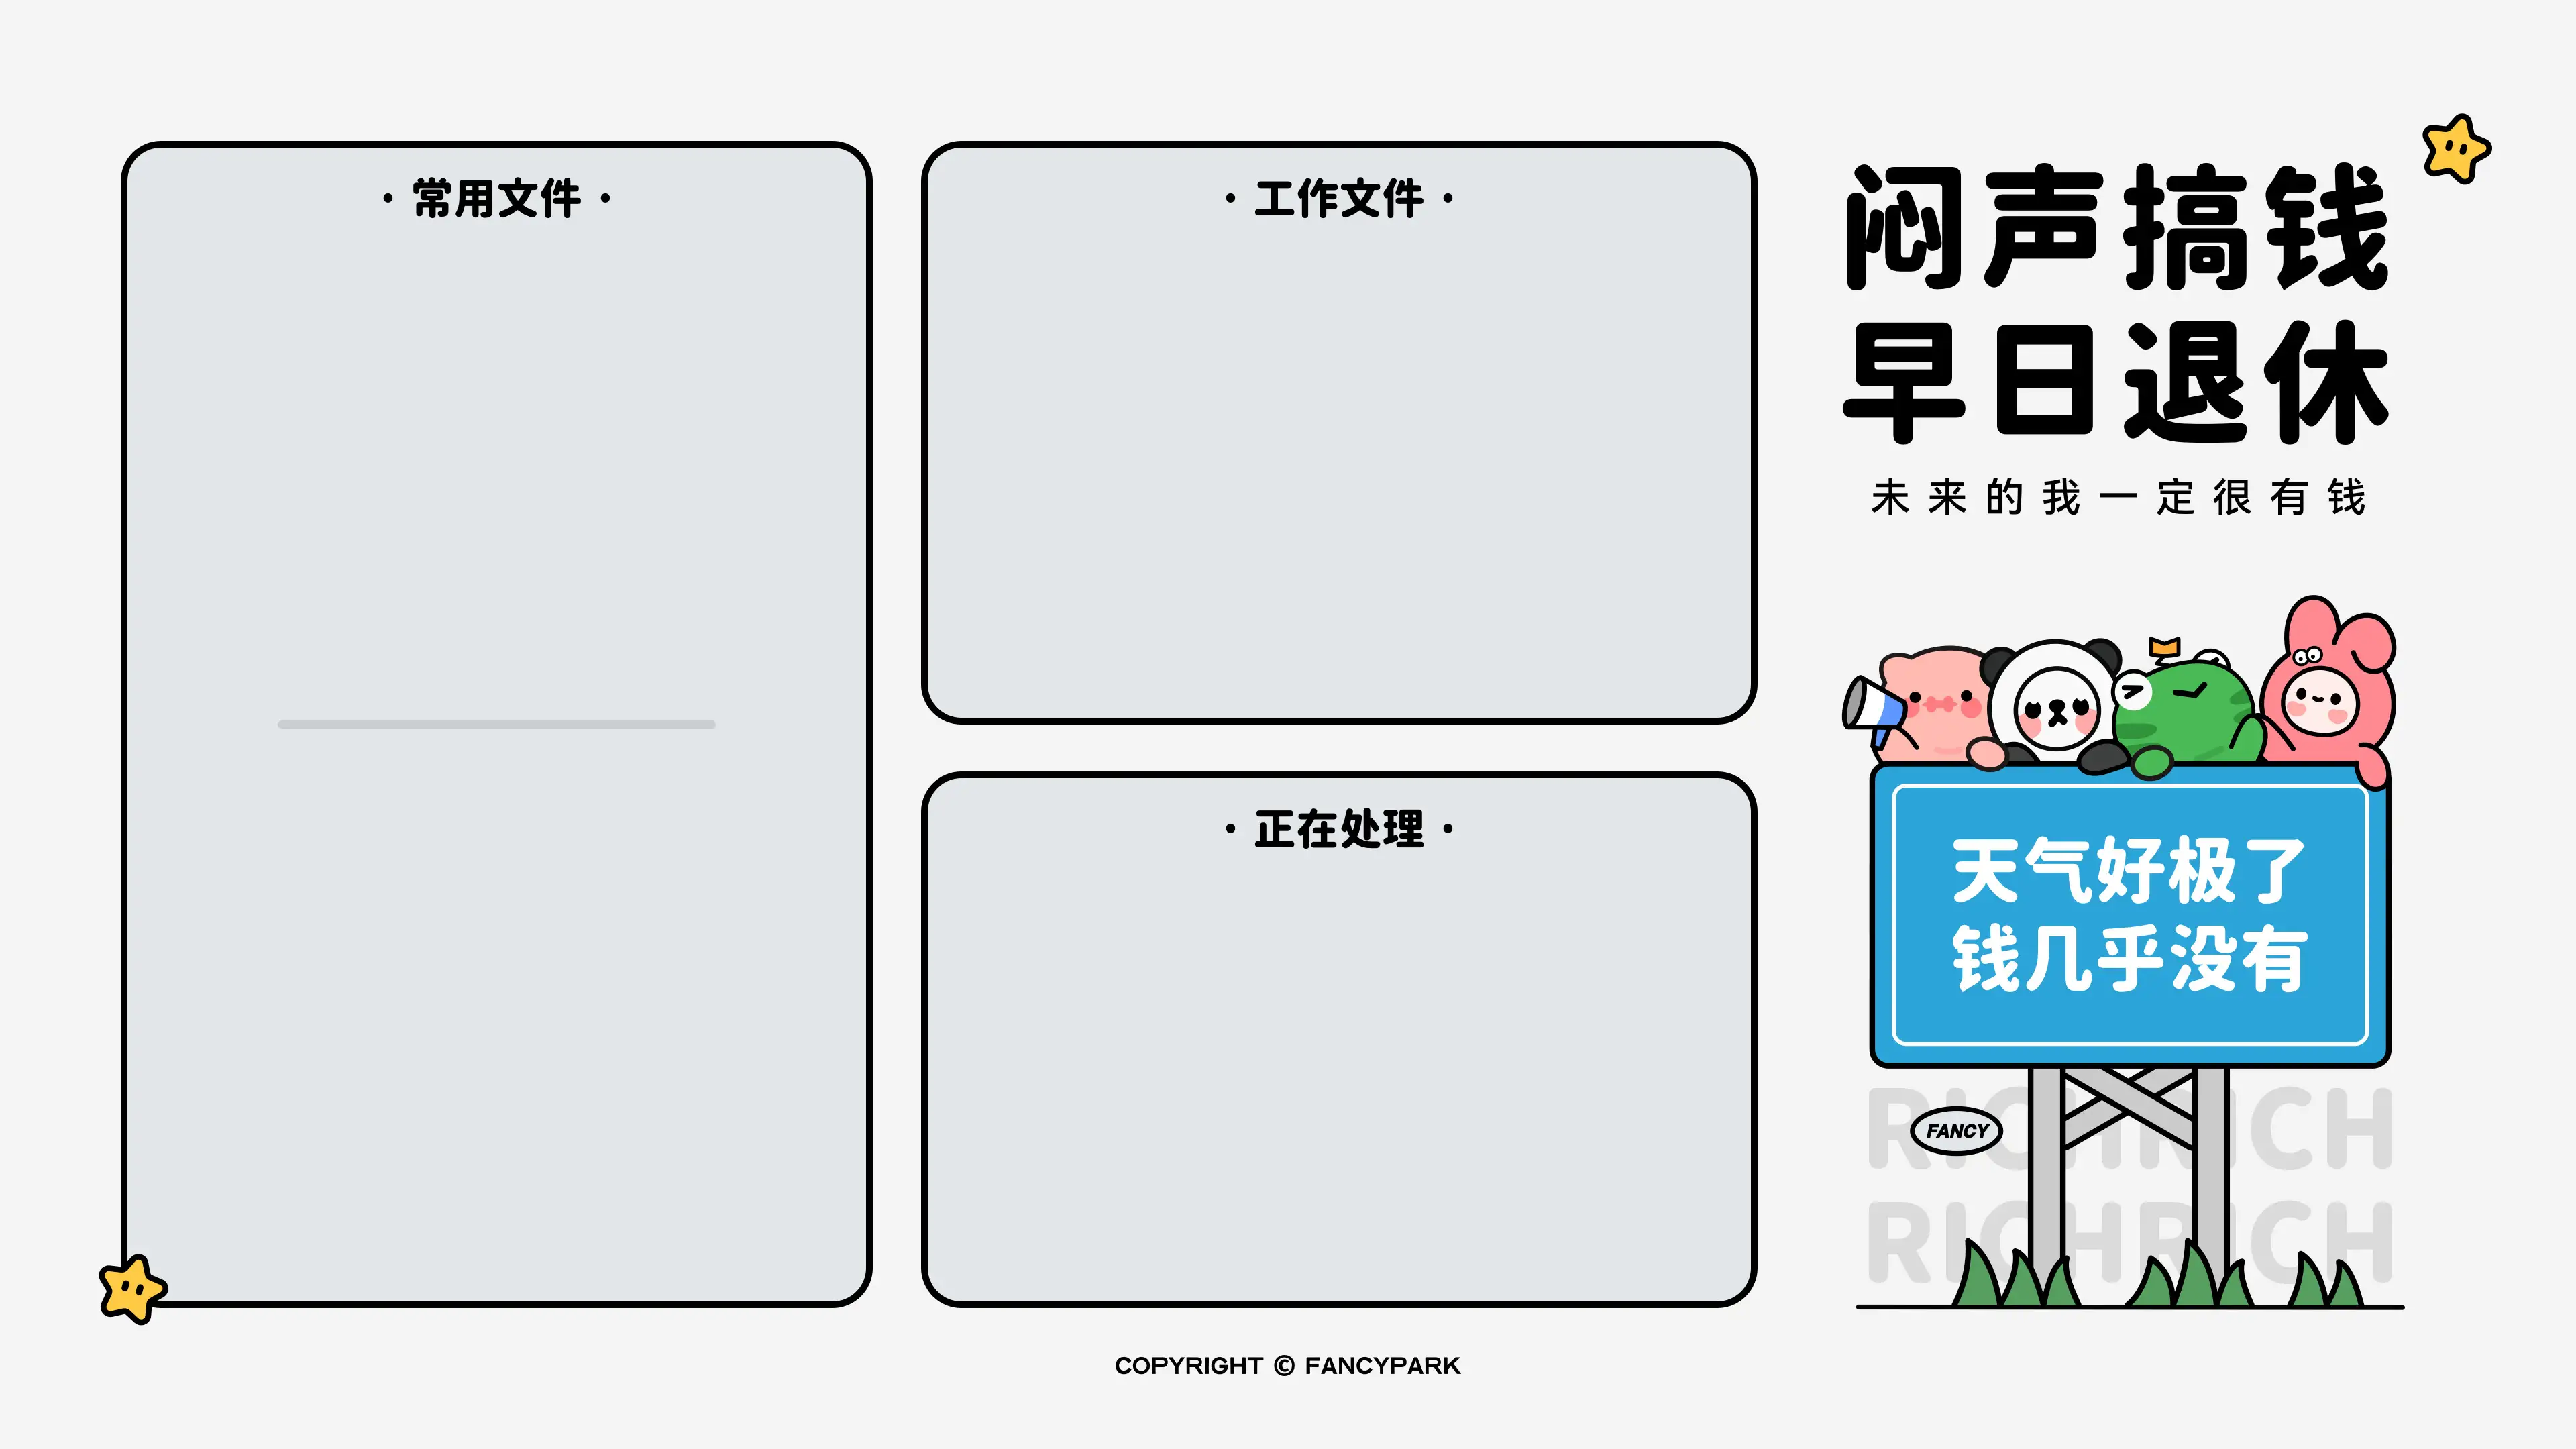 · 常用文件 ·
· 工作文件 ·
· 正在处理 ·
闷声搞钱
早日退休
未来的我一定很有钱
天气好极了
钱几乎没有
RICHRICH
FANCY
RICHRICH
COPYRIGHT © FANCYPARK